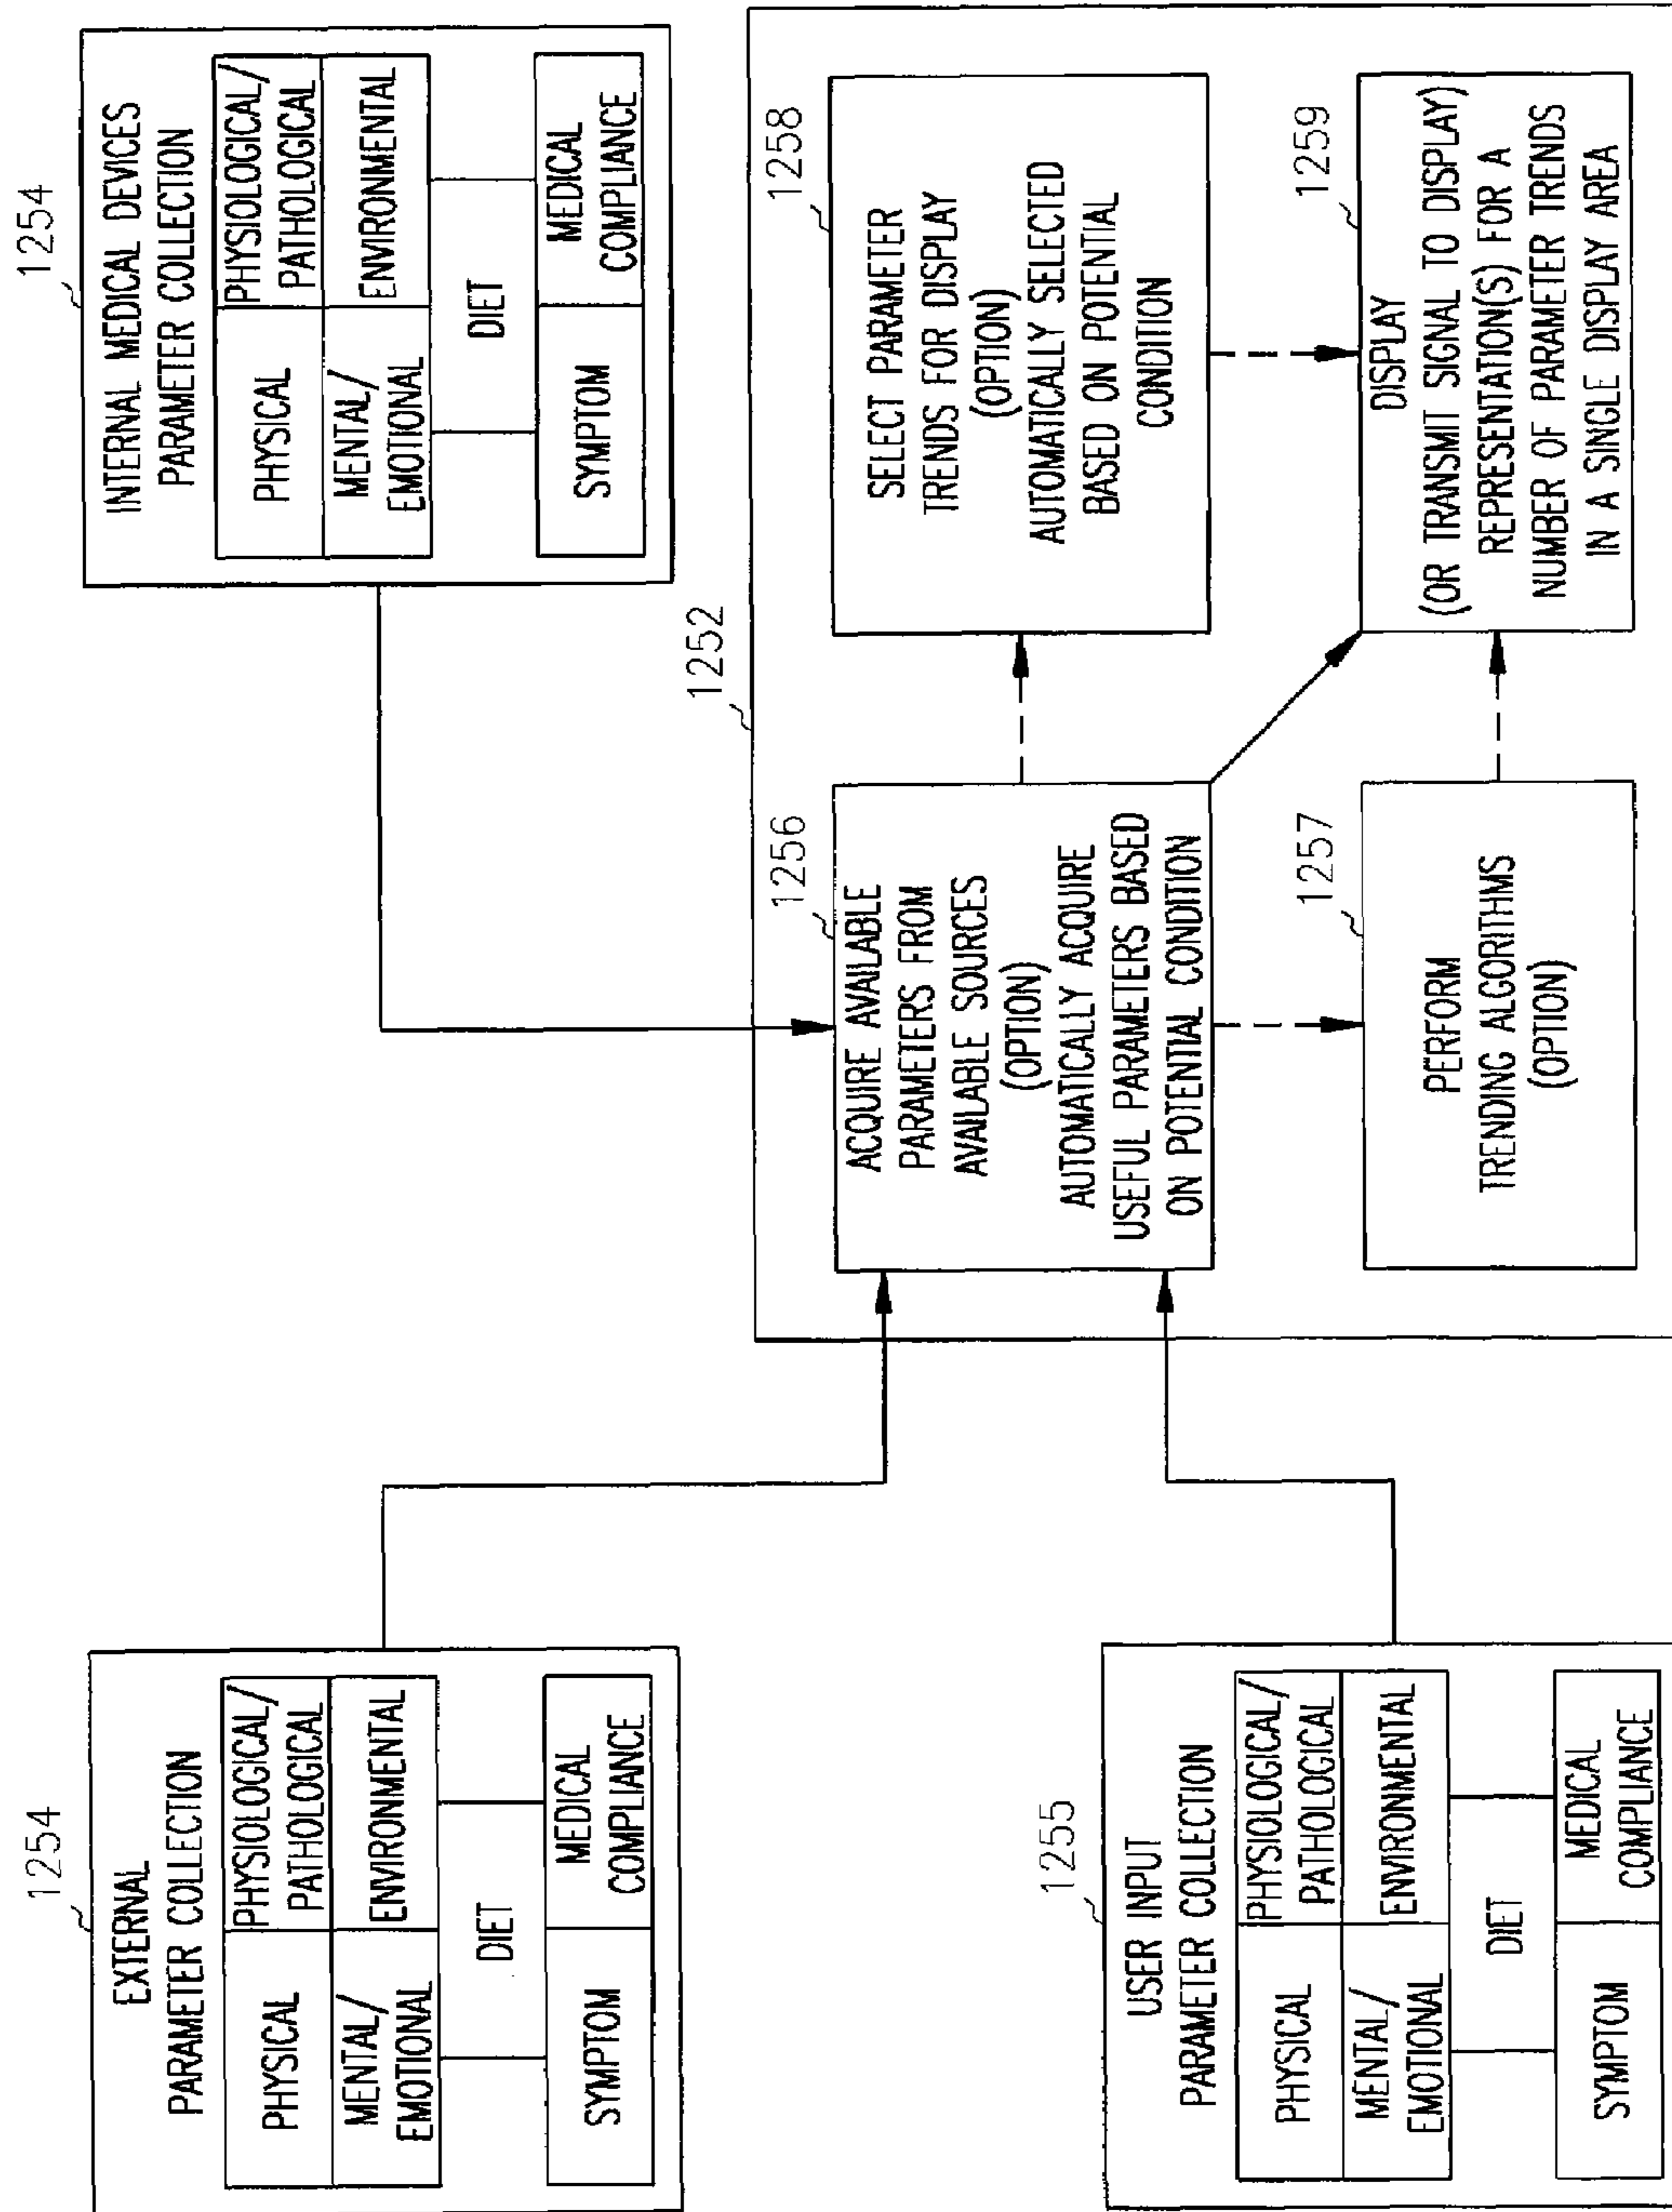 1254
EXTERNAL
PARAMETER COLLECTION
PHYSICAL
PHYSIOLOGICAL/
PATHOLOGICAL
MENTAL/
EMOTIONAL
ENVIRONMENTAL
DIET
SYMPTOM
MEDICAL
COMPLIANCE
1254
INTERNAL MEDICAL DEVICES
PARAMETER COLLECTION
PHYSICAL
PHYSIOLOGICAL/
PATHOLOGICAL
MENTAL/
EMOTIONAL
ENVIRONMENTAL
DIET
SYMPTOM
MEDICAL
COMPLIANCE
1255
USER INPUT
PARAMETER COLLECTION
PHYSICAL
PHYSIOLOGICAL/
PATHOLOGICAL
MENTAL/
EMOTIONAL
ENVIRONMENTAL
DIET
SYMPTOM
MEDICAL
COMPLIANCE
1252
1256
ACQUIRE AVAILABLE
PARAMETERS FROM
AVAILABLE SOURCES
(OPTION)
AUTOMATICALLY ACQUIRE
USEFUL PARAMETERS BASED
ON POTENTIAL CONDITION
1258
SELECT PARAMETER
TRENDS FOR DISPLAY
(OPTION)
AUTOMATICALLY SELECTED
BASED ON POTENTIAL
CONDITION
1257
PERFORM
TRENDING ALGORITHMS
(OPTION)
1259
DISPLAY
(OR TRANSMIT SIGNAL TO DISPLAY)
REPRESENTATION(S) FOR A
NUMBER OF PARAMETER TRENDS
IN A SINGLE DISPLAY AREA